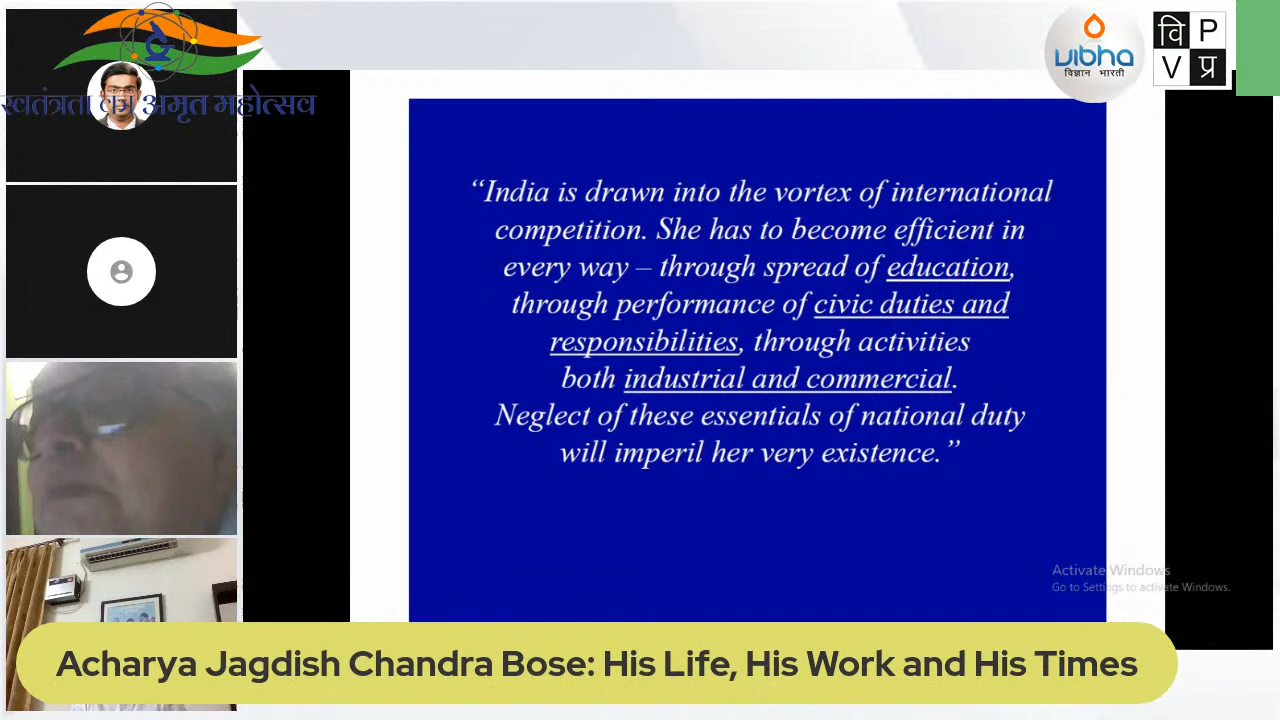 स्वतंत्रता का अमृत महोत्सव
vibha
विज्ञान भारती
वि P
V प्र
“India is drawn into the vortex of international
competition. She has to become efficient in
every way – through spread of education,
through performance of civic duties and
responsibilities, through activities
both industrial and commercial.
Neglect of these essentials of national duty
will imperil her very existence.”
Activate Windows
Go to Settings to activate Windows.
Acharya Jagdish Chandra Bose: His Life, His Work and His Times